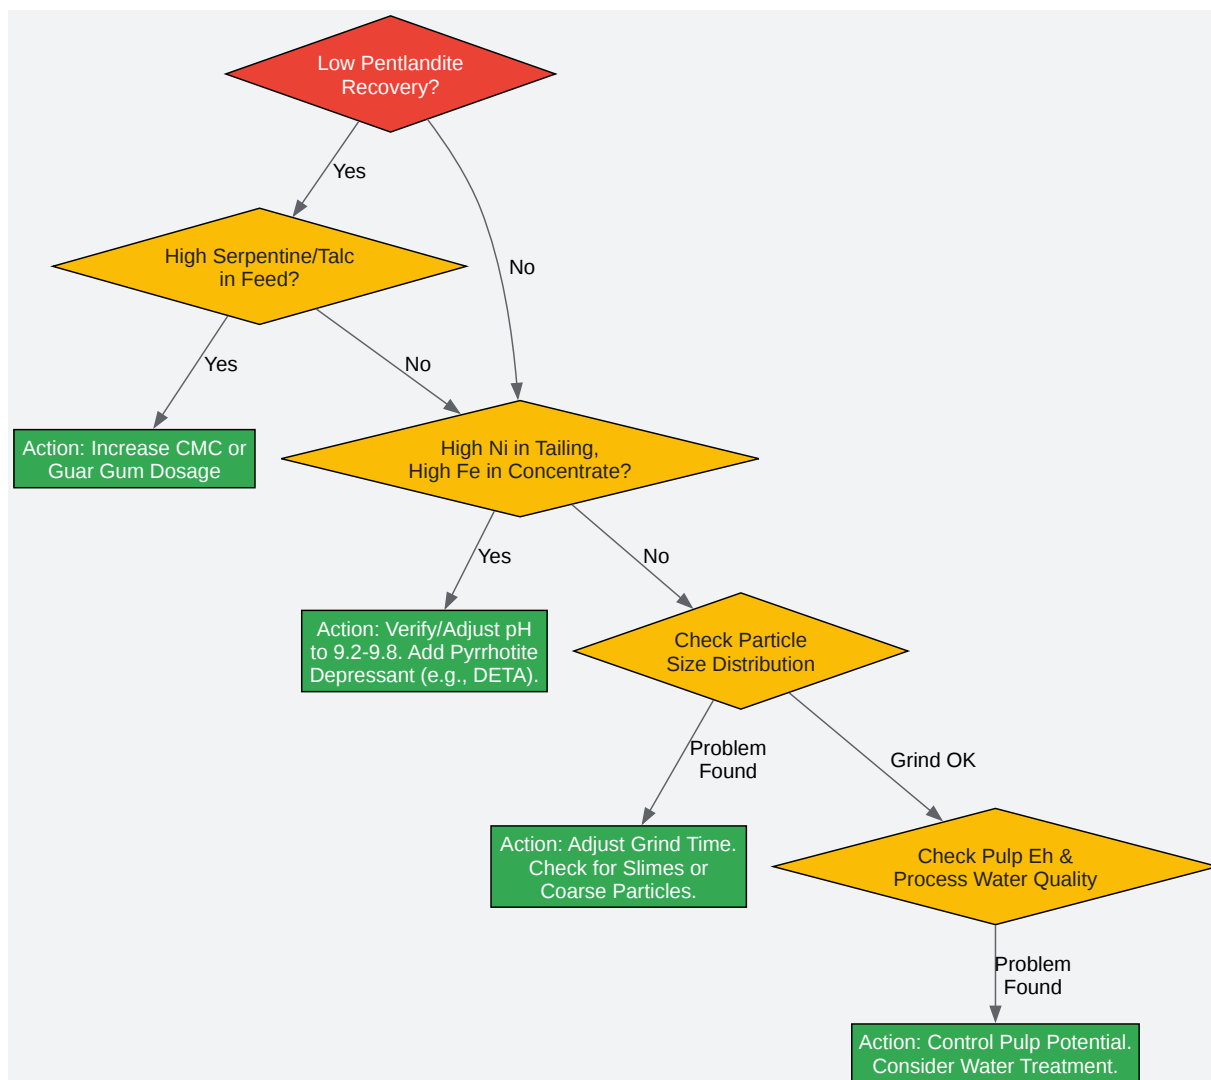 Low Pentlandite
Recovery?
Yes
No
High Serpentine/Talc
in Feed?
Yes
No
Action: Increase CMC or
Guar Gum Dosage
High Ni in Tailing,
High Fe in Concentrate?
Yes
No
Action: Verify/Adjust pH
to 9.2-9.8. Add Pyrrhotite
Depressant (e.g., DETA).
Check Particle
Size Distribution
Problem
Found
Grind OK
Action: Adjust Grind Time.
Check for Slimes or
Coarse Particles.
Check Pulp Eh &
Process Water Quality
Problem
Found
Action: Control Pulp Potential.
Consider Water Treatment.